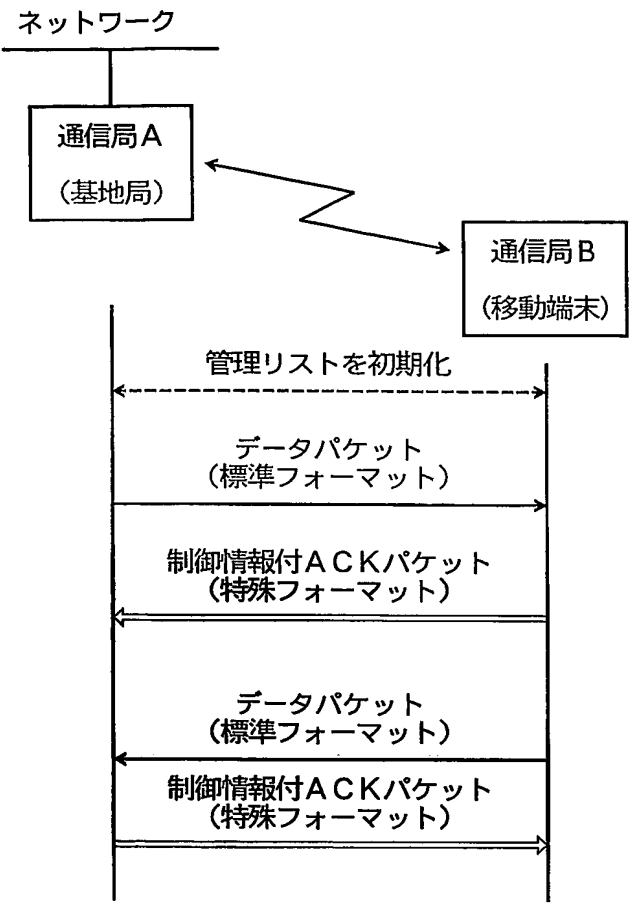 ネットワーク
通信局A
（基地局）
通信局B
（移動端末）
管理リストを初期化
データパケット
（標準フォーマット）
制御情報付ACKパケット
（特殊フォーマット）
データパケット
（標準フォーマット）
制御情報付ACKパケット
（特殊フォーマット）